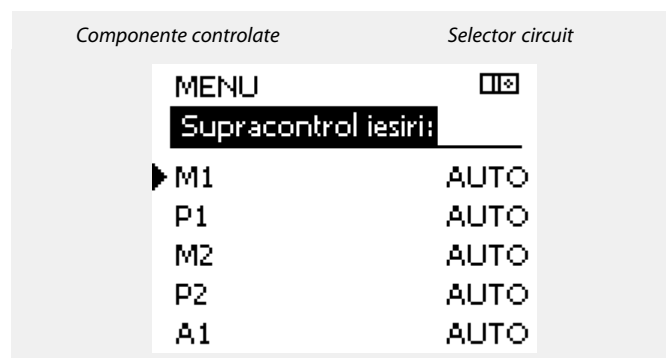 Componente controlate Selector circuit
MENU
Supracontrol iesiri:
M1 AUTO
P1 AUTO
M2 AUTO
P2 AUTO
A1 AUTO